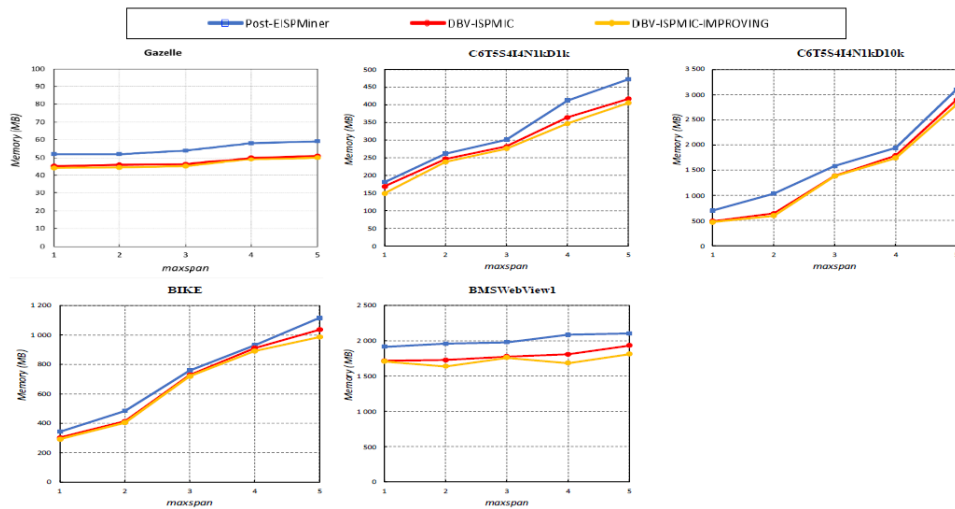 Post-EISPMiner DBV-ISPMIC DBV-ISPMIC-IMPROVING
Gazelle
100
90
80
70
60
50
40
30
20
10
0
Memory (MB)
1 2 3 4 5
maxspan
C6T5S4I4N1kD1k
500
450
400
350
300
250
200
150
100
50
0
Memory (MB)
1 2 3 4 5
maxspan
C6T5S4I4N1kD10k
3 500
3 000
2 500
2 000
1 500
1 000
500
0
Memory (MB)
1 2 3 4
maxspan
BIKE
1 200
1 000
800
600
400
200
0
Memory (MB)
1 2 3 4 5
maxspan
BMSWebView1
2 500
2 000
1 500
1 000
500
0
Memory (MB)
1 2 3 4 5
maxspan